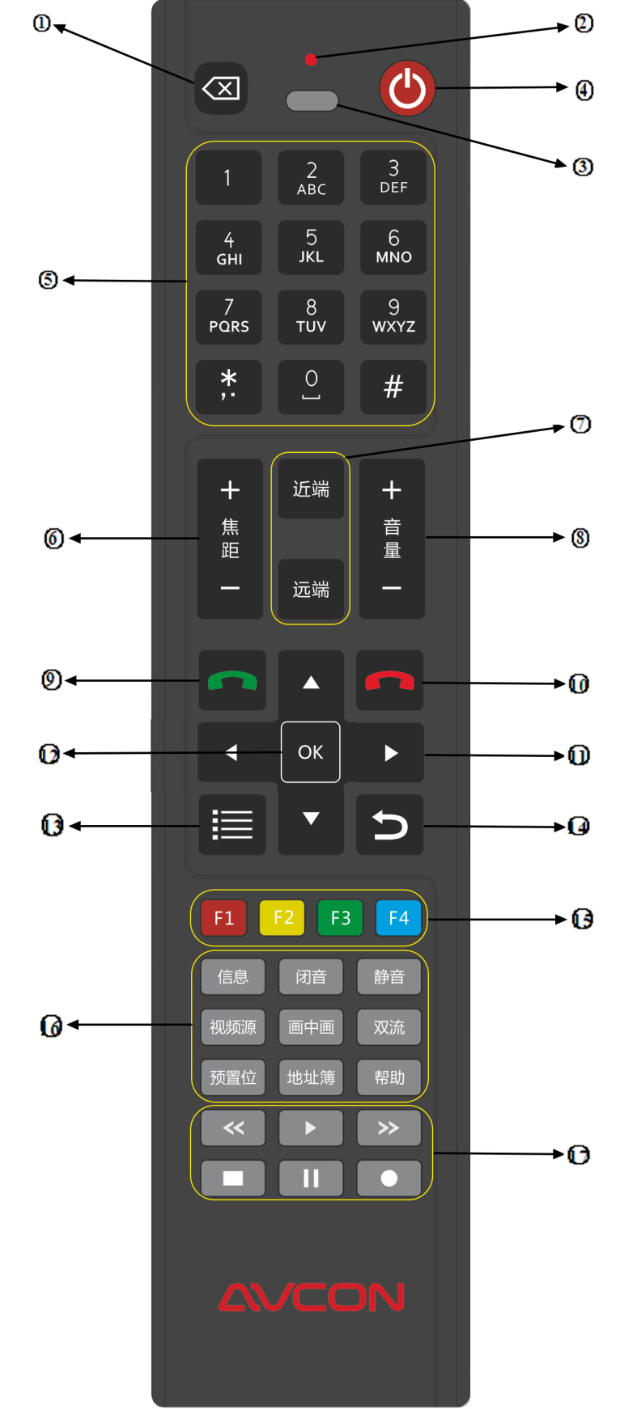 ① ②
④
③
1 2 3
ABC DEF
4 5 6
GHI JKL MNO
⑤
7 8 9
PQRS TUV WXYZ
*,. 0 #
⑦
+ 近端 +
⑥ 焦距 音量 ⑧
- 远端 -
⑨ ⑩
⑫ OK ⑪
⑬ ⑭
F1 F2 F3 F4 ⑮
信息 闭音 静音
⑯ 视频源 画中画 双流
预置位 地址簿 帮助
⑰
AVCON